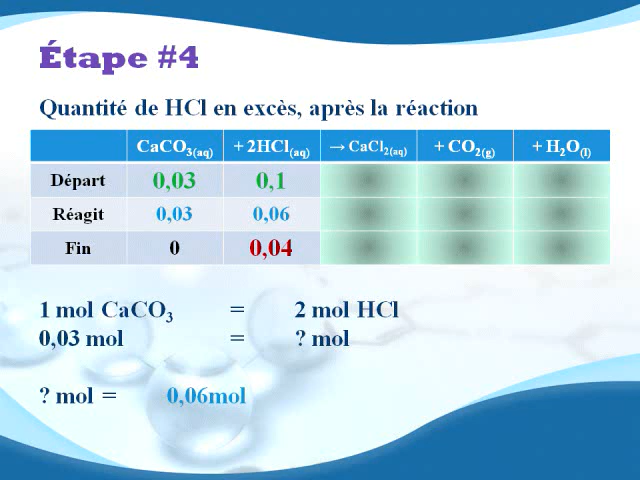 Étape #4
Quantité de HCl en excès, après la réaction
CaCO₃(aq) + 2HCl(aq) → CaCl₂(aq) + CO₂(g) + H₂O(l)
Départ 0,03 0,1
Réagit 0,03 0,06
Fin 0 0,04
1 mol CaCO₃ = 2 mol HCl
0,03 mol = ? mol
? mol = 0,06mol